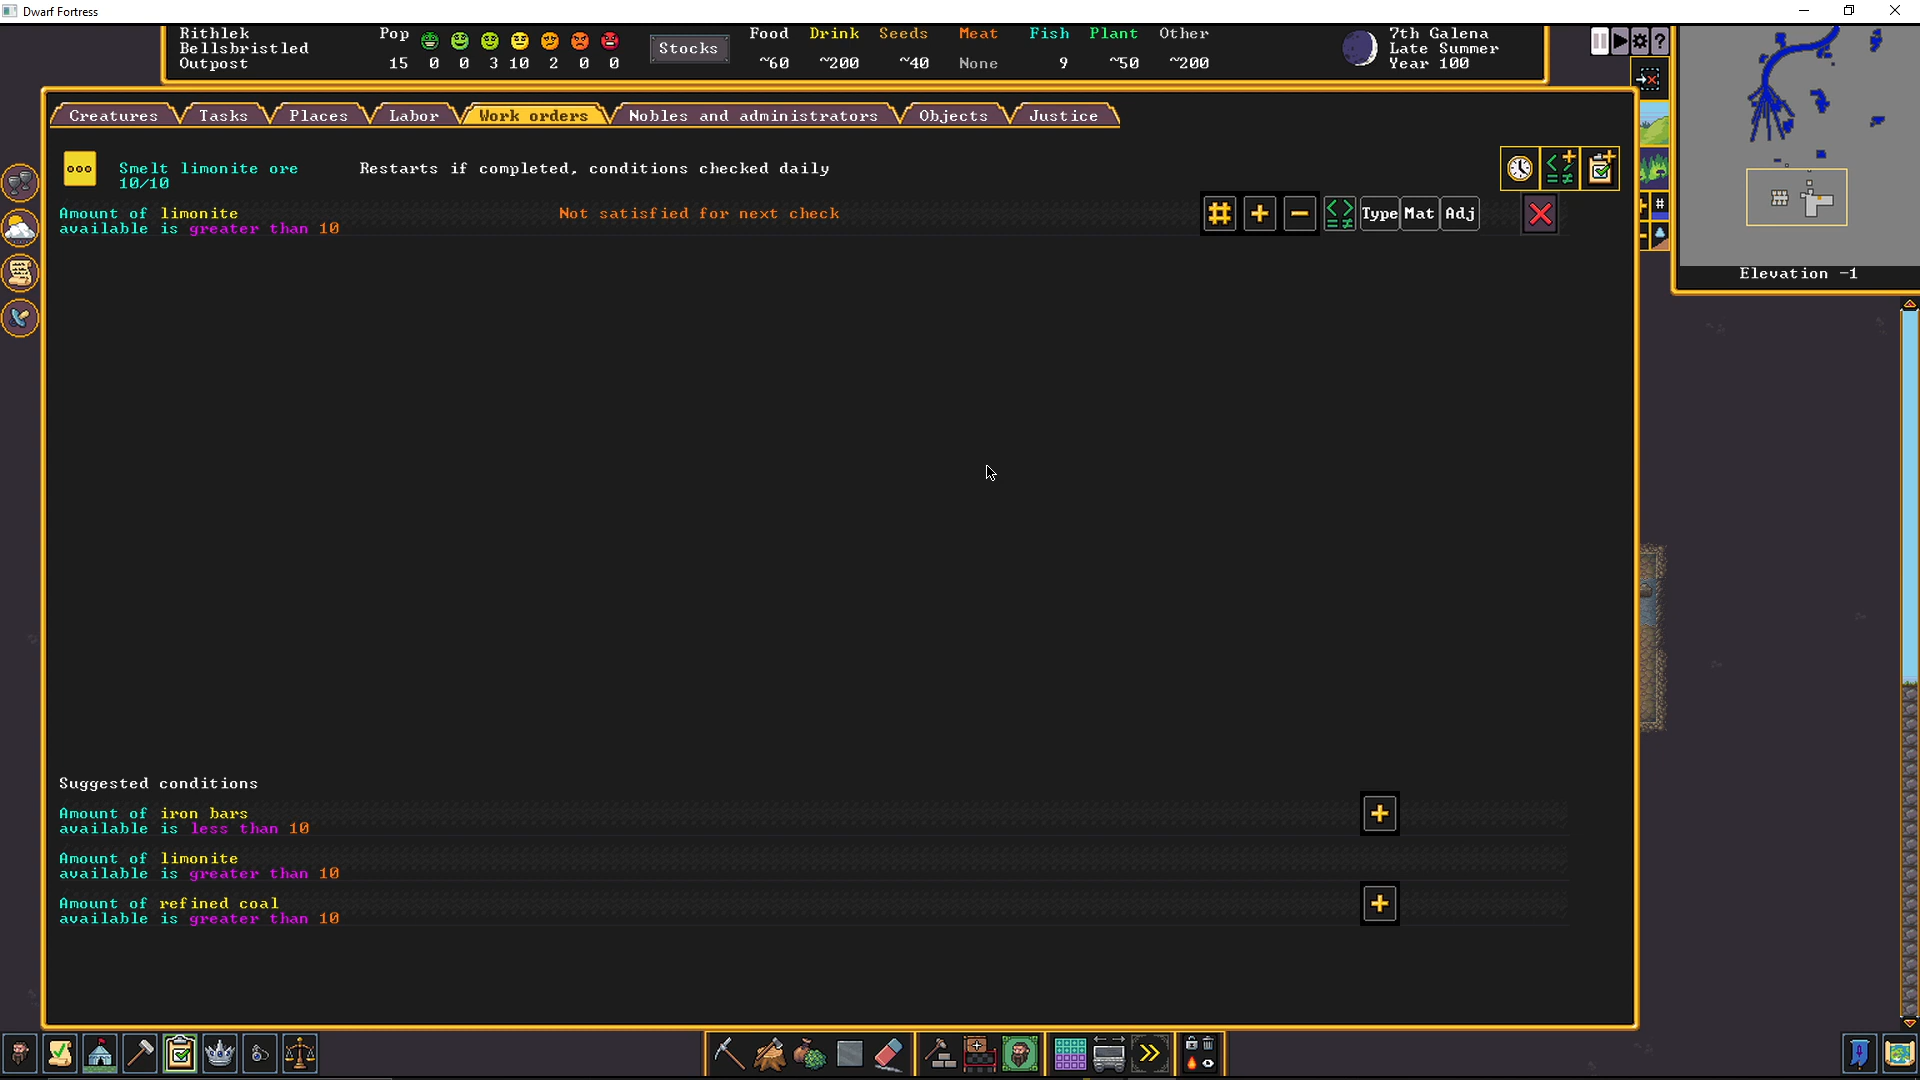 Dwarf Fortress
Rithlek
Bellsbristled
Outpost
Pop
15 0 0 3 10 2 0 0
Stocks
Food Drink Seeds Meat Fish Plant Other
~60 ~200 ~40 None 9 ~50 ~200
7th Galena
Late Summer
Year 100
Creatures Tasks Places Labor Work orders Nobles and administrators Objects Justice
Smelt limonite ore
10/10
Restarts if completed, conditions checked daily
Amount of limonite
available is greater than 10
Not satisfied for next check
Type Mat Adj
Elevation -1
Suggested conditions
Amount of iron bars
available is less than 10
Amount of limonite
available is greater than 10
Amount of refined coal
available is greater than 10